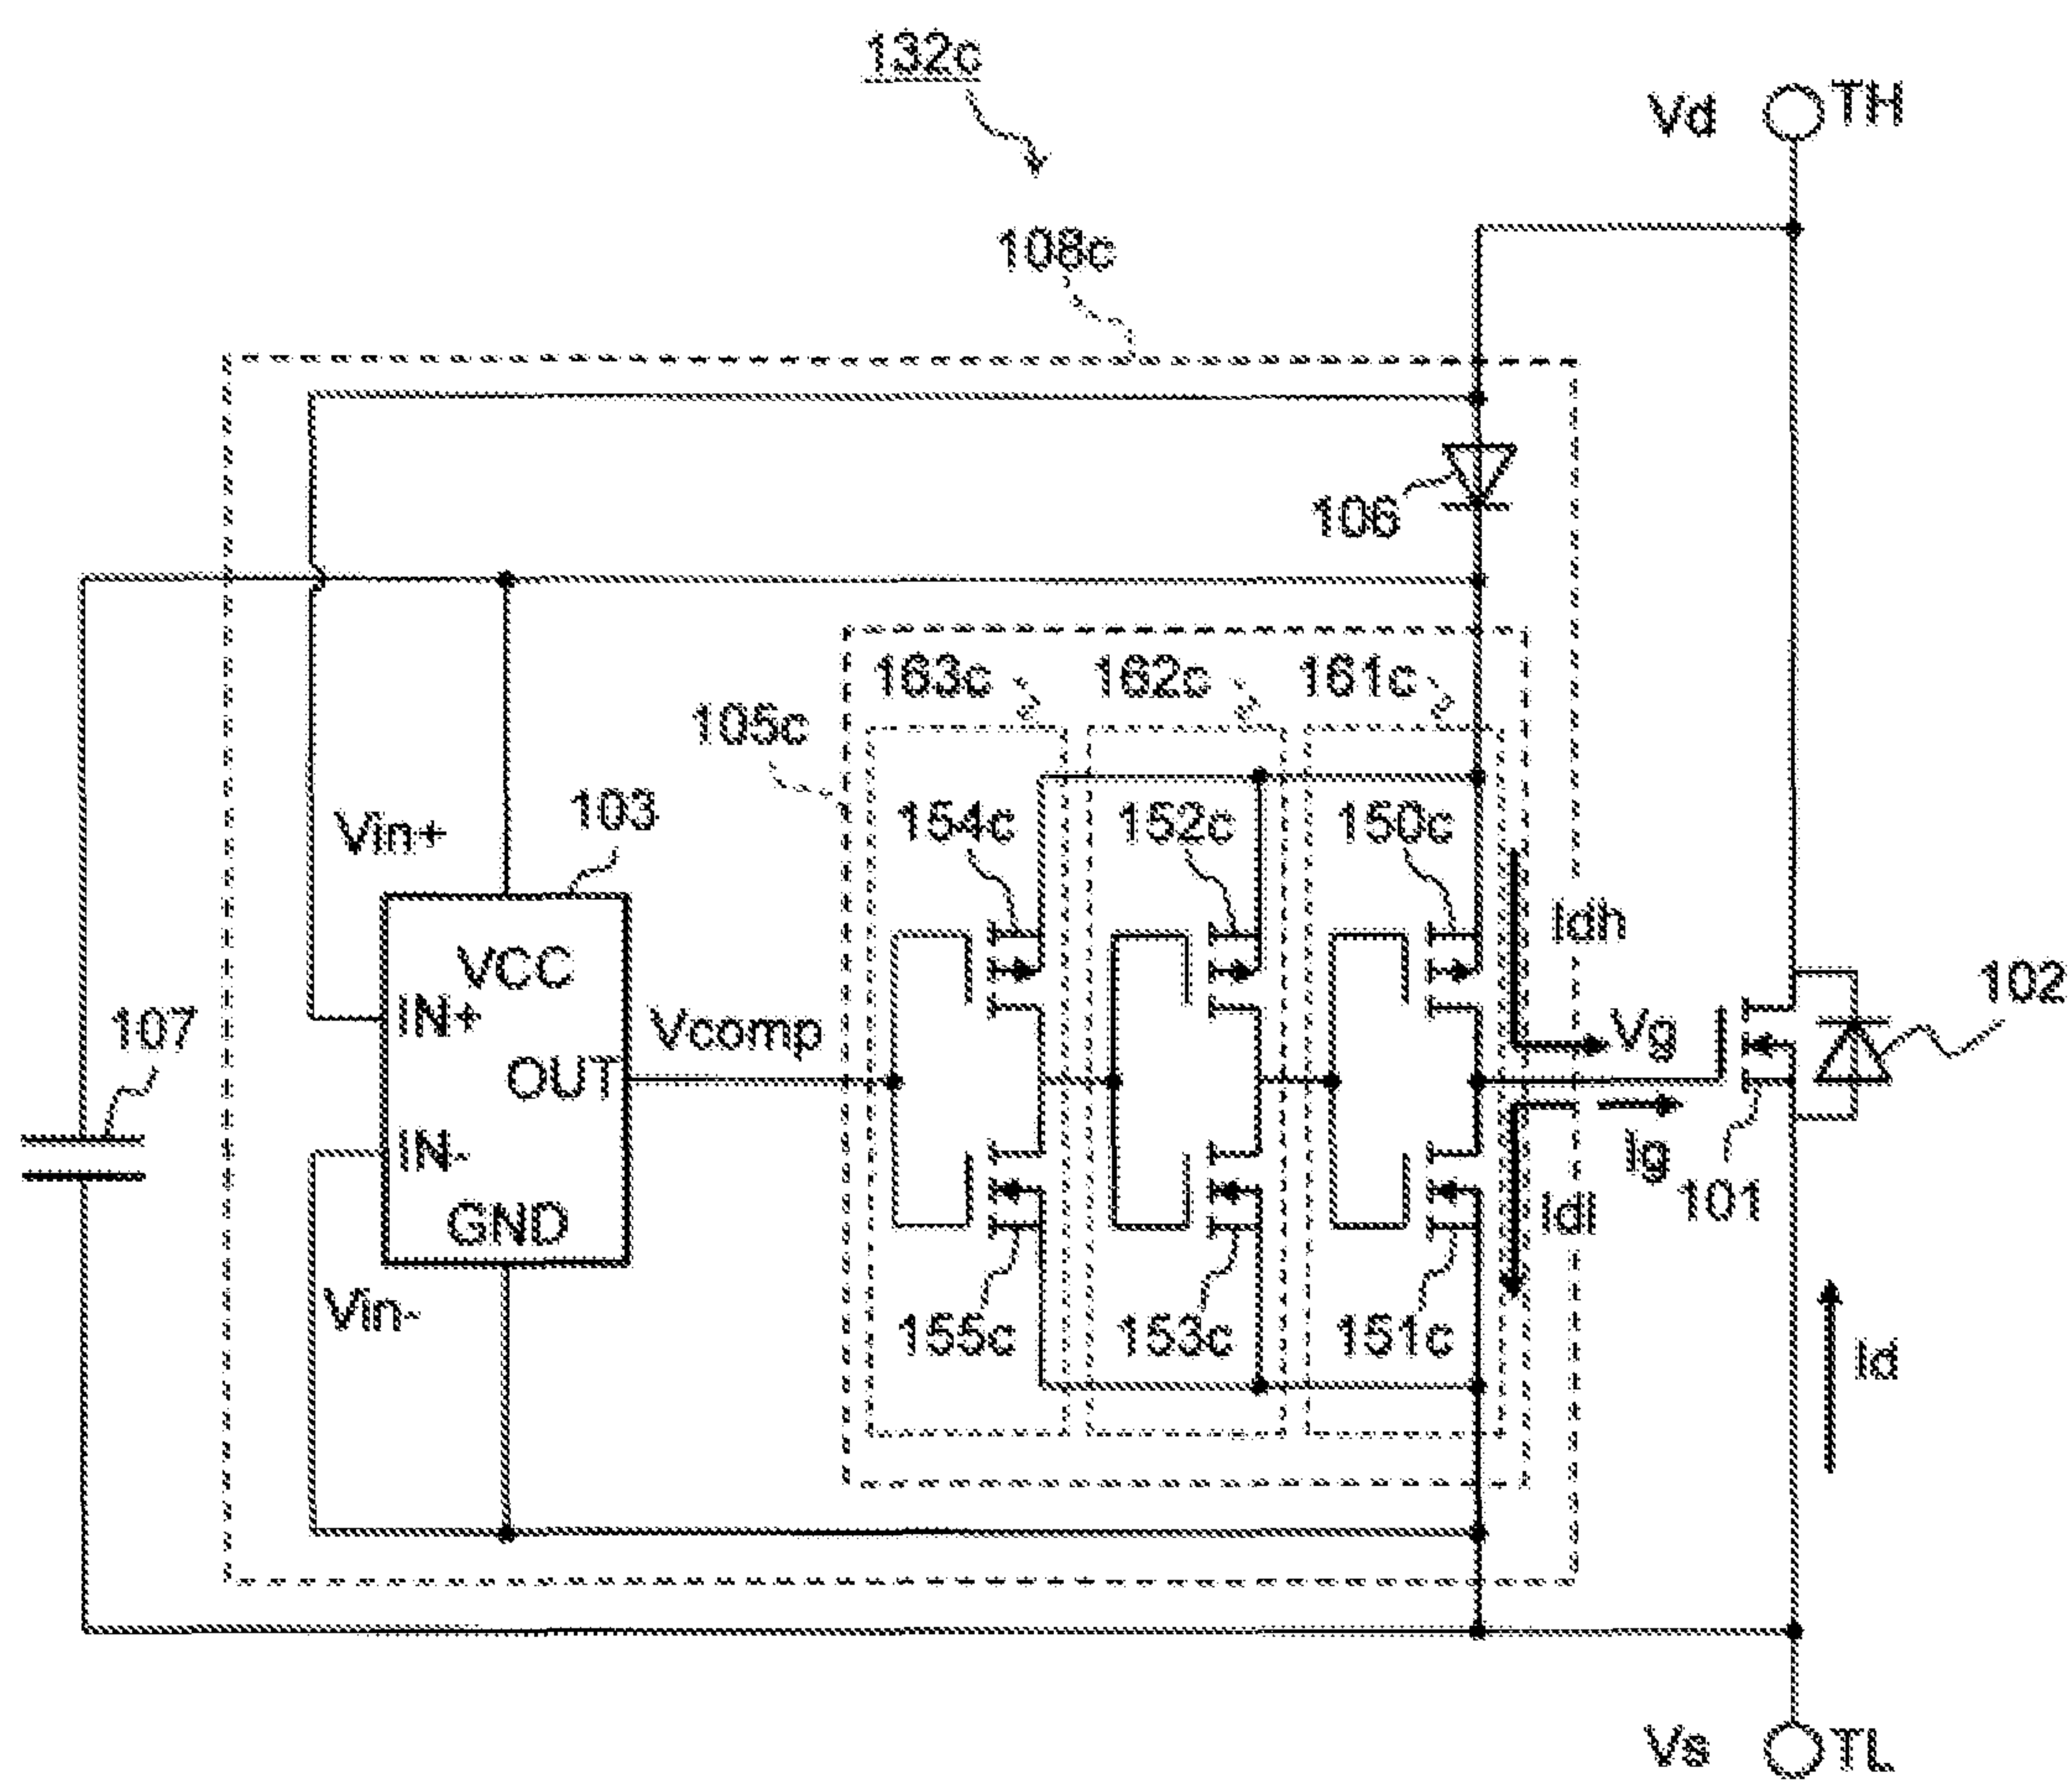 132c
Vd
TH
108c
106
163c
162c
161c
105c
154c
152c
150c
Vin+
103
Idh
VCC
107
IN+
Vcomp
OUT
Vg
102
IN-
Ig
101
GND
Idl
Vin-
155c
153c
151c
Id
Vs
TL